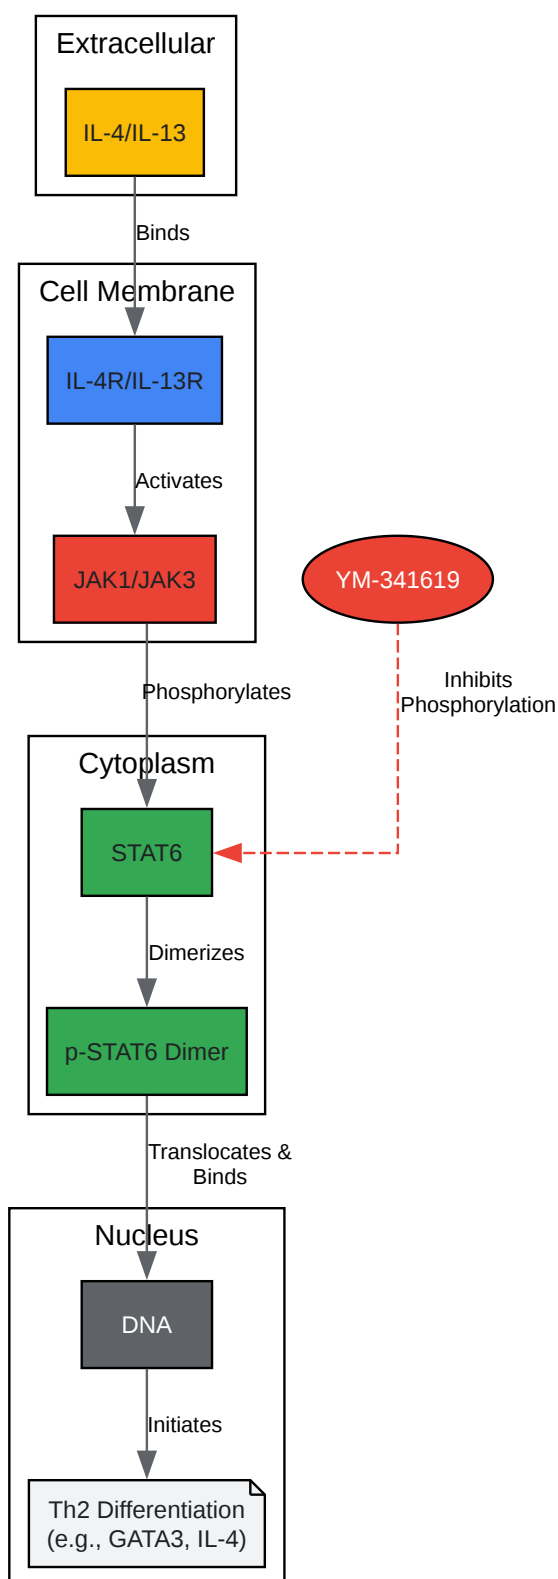 Extracellular
IL-4/IL-13
Binds
Cell Membrane
IL-4R/IL-13R
Activates
JAK1/JAK3
YM-341619
Phosphorylates
Inhibits
Phosphorylation
Cytoplasm
STAT6
Dimerizes
p-STAT6 Dimer
Translocates &
Binds
Nucleus
DNA
Initiates
Th2 Differentiation
(e.g., GATA3, IL-4)